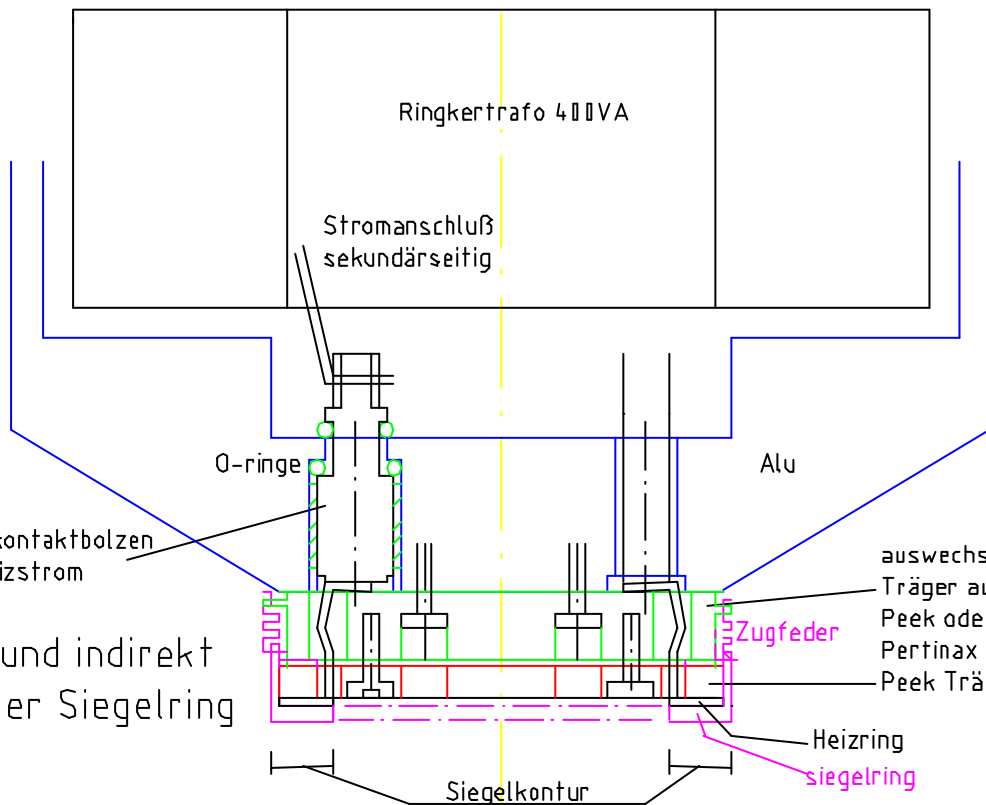 Ringkertrafo 400VA
Stromanschluß
sekundärseitig
O-ringe
Alu
kontaktbolzen
izstrom
auswechs
Träger au
Peek ode
Pertinax
Peek Trä
Zugfeder
und indirekt
er Siegelring
Heizring
siegelring
Siegelkontur